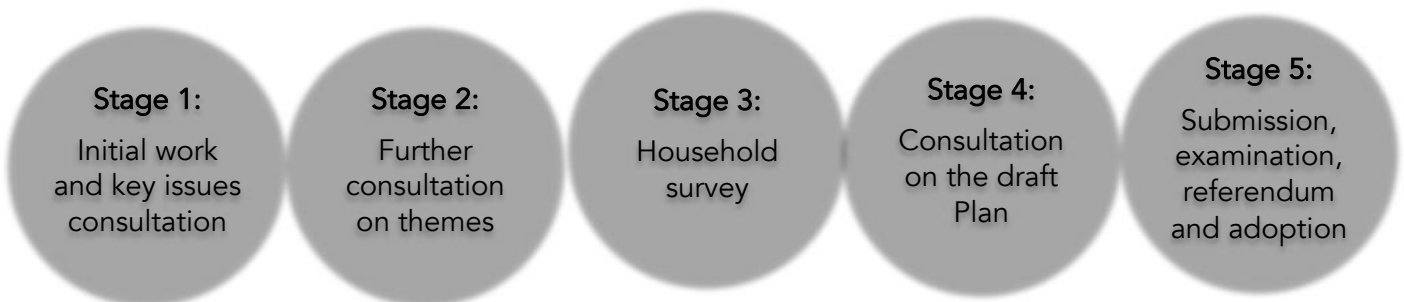 Stage 1:
Initial work
and key issues
consultation
Stage 2:
Further
consultation
on themes
Stage 3:
Household
survey
Stage 4:
Consultation
on the draft
Plan
Stage 5:
Submission,
examination,
referendum
and adoption